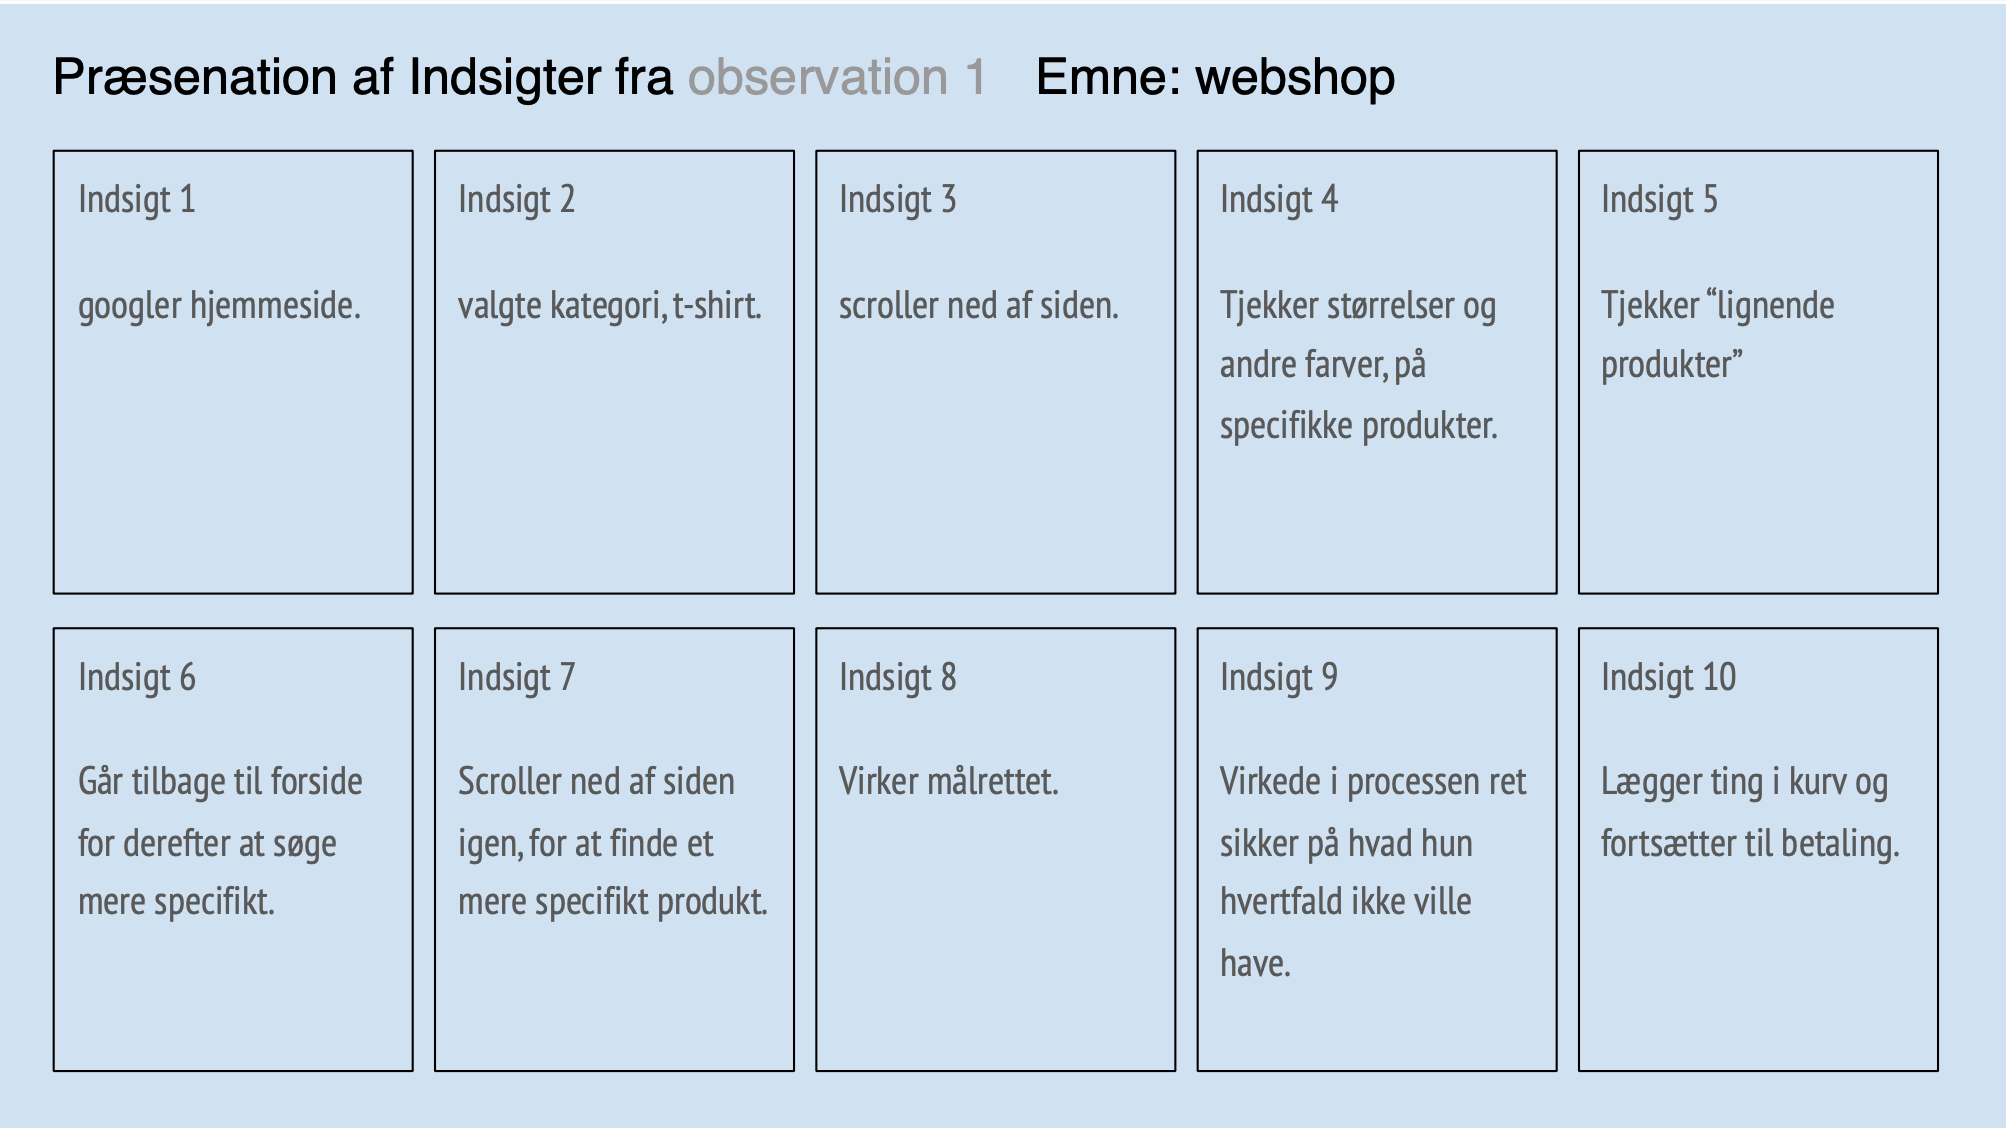 Præsenation af Indsigter fra observation 1 Emne: webshop
Indsigt 1
googler hjemmeside.
Indsigt 2
valgte kategori, t-shirt.
Indsigt 3
scroller ned af siden.
Indsigt 4
Tjekker størrelser og
andre farver, på
specifikke produkter.
Indsigt 5
Tjekker “lignende
produkter”
Indsigt 6
Går tilbage til forside
for derefter at søge
mere specifikt.
Indsigt 7
Scroller ned af siden
igen, for at finde et
mere specifikt produkt.
Indsigt 8
Virker målrettet.
Indsigt 9
Virkede i processen ret
sikker på hvad hun
hvertfald ikke ville
have.
Indsigt 10
Lægger ting i kurv og
fortsætter til betaling.